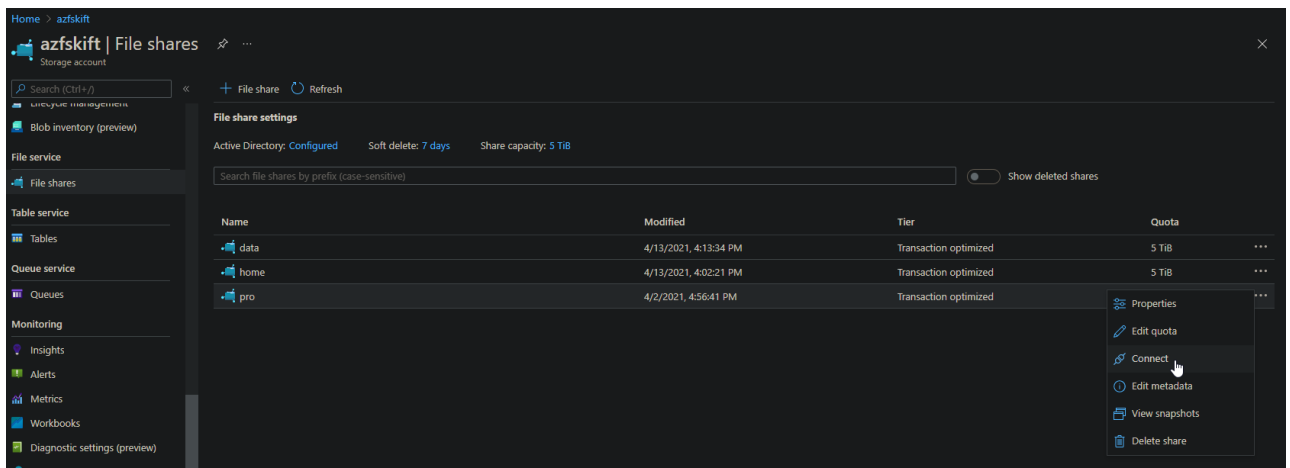 Home > azfskift
azfskift | File shares ...
Storage account
Search (Ctrl+/) «
+ File share Refresh
Lifecycle management
Blob inventory (preview)
File service
File shares
Table service
Tables
Queue service
Queues
Monitoring
Insights
Alerts
Metrics
Workbooks
Diagnostic settings (preview)
File share settings
Active Directory: Configured Soft delete: 7 days Share capacity: 5 TiB
Search file shares by prefix (case-sensitive) Show deleted shares
Name Modified Tier Quota
data 4/13/2021, 4:13:34 PM Transaction optimized 5 TiB ...
home 4/13/2021, 4:02:21 PM Transaction optimized 5 TiB ...
pro 4/2/2021, 4:56:41 PM Transaction optimized ...
Properties
Edit quota
Connect
Edit metadata
View snapshots
Delete share